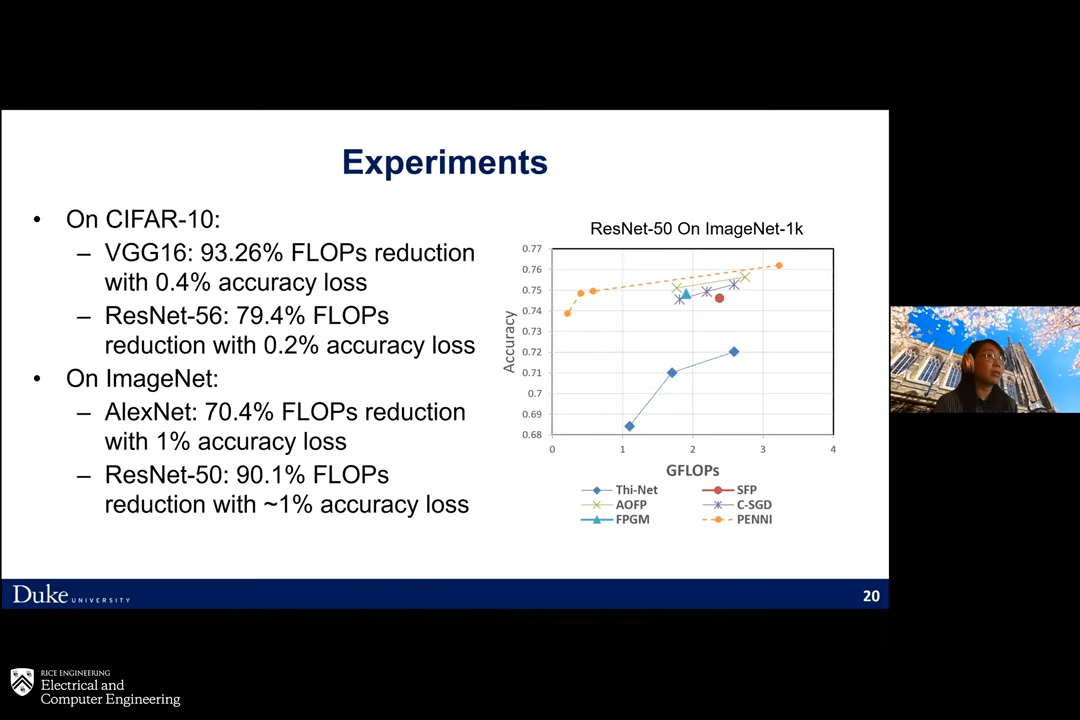 Experiments
• On CIFAR-10:
– VGG16: 93.26% FLOPs reduction
with 0.4% accuracy loss
– ResNet-56: 79.4% FLOPs
reduction with 0.2% accuracy loss
• On ImageNet:
– AlexNet: 70.4% FLOPs reduction
with 1% accuracy loss
– ResNet-50: 90.1% FLOPs
reduction with ~1% accuracy loss
ResNet-50 On ImageNet-1k
0.77
0.76
0.75
0.74
0.73
0.72
0.71
0.7
0.69
0.68
Accuracy
0 1 2 3 4
GFLOPs
Thi-Net SFP
AOFP C-SGD
FPGM PENNI
Duke UNIVERSITY
20
RICE ENGINEERING
Electrical and
Computer Engineering